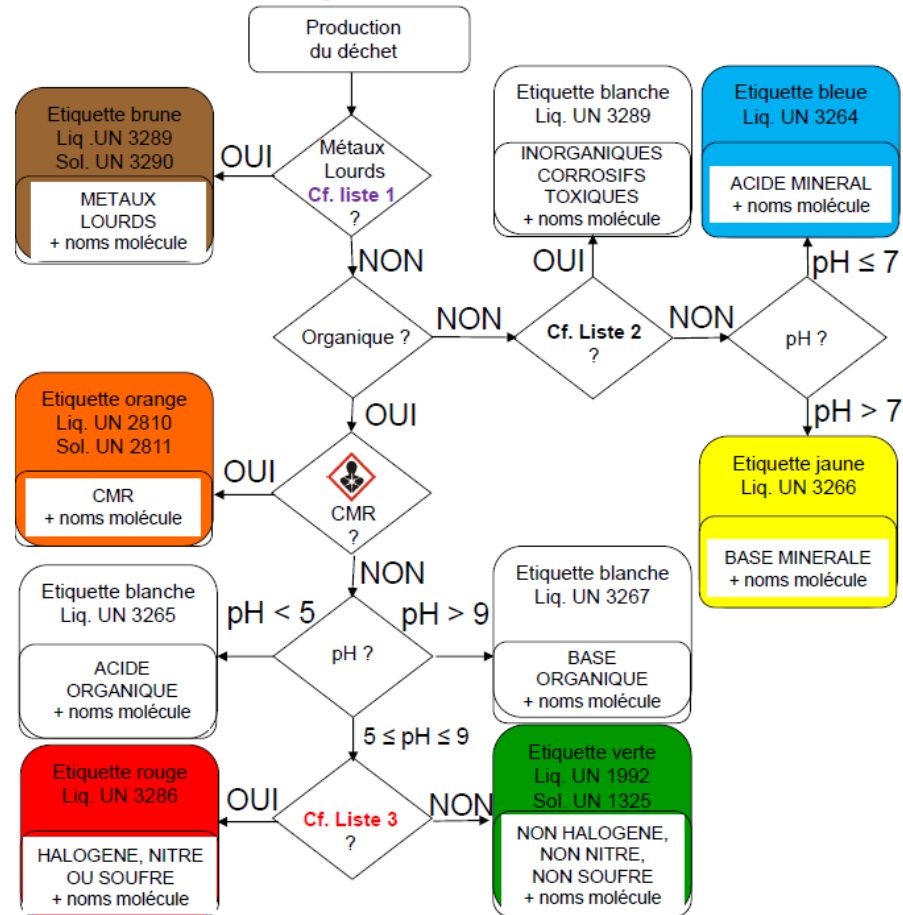 Production
du déchet
Etiquette brune
Liq .UN 3289
Sol. UN 3290
METAUX
LOURDS
+ noms molécule
OUI
Métaux
Lourds
Cf. liste 1
?
NON
Etiquette blanche
Liq. UN 3289
INORGANIQUES
CORROSIFS
TOXIQUES
+ noms molécule
Etiquette bleue
Liq. UN 3264
ACIDE MINERAL
+ noms molécule
OUI
pH ≤ 7
Organique ?
NON
Cf. Liste 2
?
NON
pH ?
OUI
pH > 7
Etiquette orange
Liq. UN 2810
Sol. UN 2811
CMR
+ noms molécule
OUI
CMR
?
NON
Etiquette jaune
Liq. UN 3266
BASE MINERALE
+ noms molécule
Etiquette blanche
Liq. UN 3265
ACIDE
ORGANIQUE
+ noms molécule
pH < 5
pH ?
pH > 9
Etiquette blanche
Liq. UN 3267
BASE
ORGANIQUE
+ noms molécule
5 ≤ pH ≤ 9
Etiquette rouge
Liq. UN 3286
HALOGENE, NITRE
OU SOUFRE
+ noms molécule
OUI
Cf. Liste 3
?
NON
Etiquette verte
Liq. UN 1992
Sol. UN 1325
NON HALOGENE,
NON NITRE,
NON SOUFRE
+ noms molécule